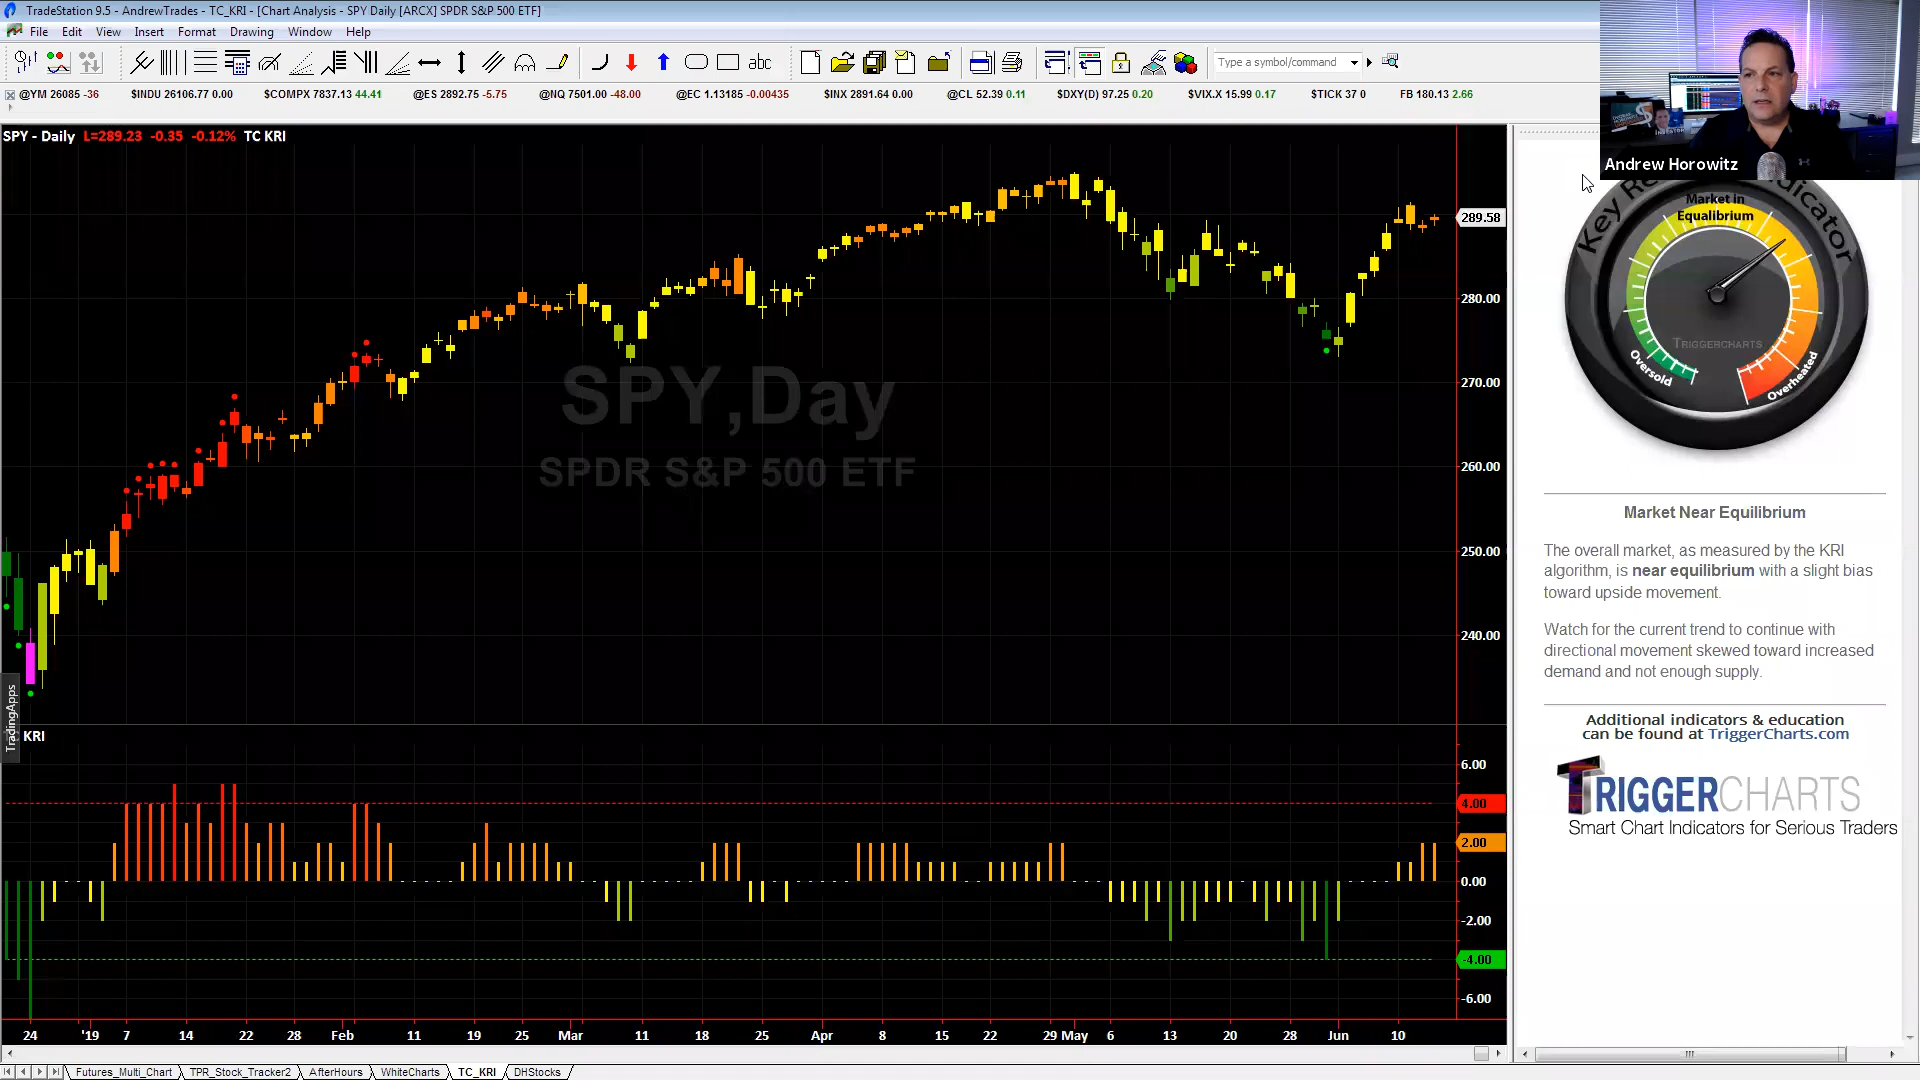 TradeStation 9.5 - AndrewTrades - TC_KRI - [Chart Analysis - SPY Daily [ARCX] SPDR S&P 500 ETF]
File Edit View Insert Format Drawing Window Help
abc
Type a symbol/command
@YM 26085 -36 $INDU 26106.77 0.00 $COMPX 7837.13 44.41 @ES 2892.75 -5.75 @NQ 7501.00 -48.00 @EC 1.13185 -0.00435 $INX 2891.64 0.00 @CL 52.39 0.11 $DXY(D) 97.25 0.20 $VIX.X 15.99 0.17 $TICK 37 0 FB 180.13 2.66
SPY - Daily L=289.23 -0.35 -0.12% TC KRI
Andrew Horowitz
Market in
Equalibrium
TRIGGERCHARTS
Oversold
Overheated
289.58
280.00
270.00
260.00
250.00
240.00
SPY,Day
SPDR S&P 500 ETF
Market Near Equilibrium
The overall market, as measured by the KRI
algorithm, is near equilibrium with a slight bias
toward upside movement.
Watch for the current trend to continue with
directional movement skewed toward increased
demand and not enough supply.
Additional indicators & education
can be found at TriggerCharts.com
TRIGGERCHARTS
Smart Chart Indicators for Serious Traders
TradingApps
KRI
6.00
4.00
2.00
0.00
-2.00
-4.00
-6.00
24 '19 7 14 22 28 Feb 11 19 25 Mar 11 18 25 Apr 8 15 22 29 May 6 13 20 28 Jun 10
Futures_Multi_Chart TPR_Stock_Tracker2 AfterHours WhiteCharts TC_KRI DHStocks